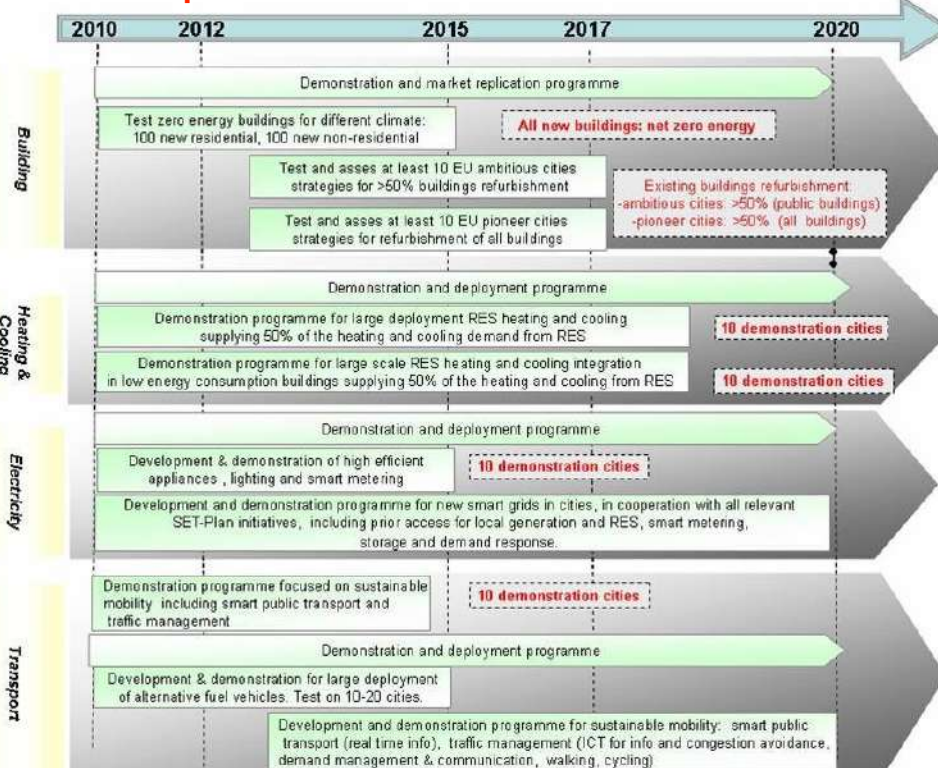 2010 2012 2015 2017 2020
Building
Demonstration and market replication programme
Test zero energy buildings for different climate:
100 new residential, 100 new non-residential
All new buildings: net zero energy
Test and asses at least 10 EU ambitious cities
strategies for >50% buildings refurbishment
Existing buildings refurbishment:
-ambitious cities: >50% (public buildings)
-pioneer cities: >50% (all buildings)
Test and asses at least 10 EU pioneer cities
strategies for refurbishment of all buildings
Heating &
Cooling
Demonstration and deployment programme
Demonstration programme for large deployment RES heating and cooling
supplying 50% of the heating and cooling demand from RES
10 demonstration cities
Demonstration programme for large scale RES heating and cooling integration
in low energy consumption buildings supplying 50% of the heating and cooling from RES
10 demonstration cities
Electricity
Demonstration and deployment programme
Development & demonstration of high efficient
appliances , lighting and smart metering
10 demonstration cities
Development and demonstration programme for new smart grids in cities, in cooperation with all relevant
SET-Plan initiatives, including prior access for local generation and RES, smart metering,
storage and demand response.
Transport
Demonstration programme focused on sustainable
mobility including smart public transport and
traffic management
10 demonstration cities
Demonstration and deployment programme
Development & demonstration for large deployment
of alternative fuel vehicles. Test on 10-20 cities.
Development and demonstration programme for sustainable mobility: smart public
transport (real time info), traffic management (ICT for info and congestion avoidance,
demand management & communication, walking, cycling)